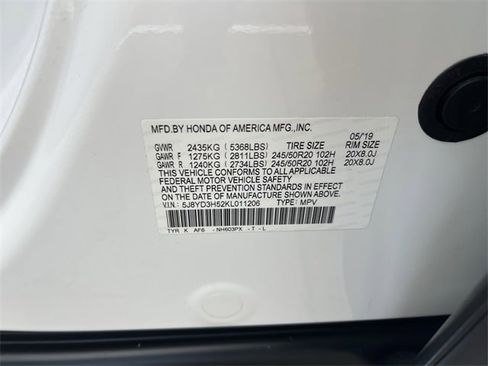 MFD.BY HONDA OF AMERICA MFG.,INC. 05/19
GVWR 2435KG (5368LBS) TIRE SIZE RIM SIZE
GAWR F 1275KG (2811LBS) 245/50R20 102H 20X8.0J
GAWR R 1240KG (2734LBS) 245/50R20 102H 20X8.0J
THIS VEHICLE CONFORMS TO ALL APPLICABLE
FEDERAL MOTOR VEHICLE SAFETY
AND THEFT PREVENTION STANDARDS IN EFFECT
ON THE DATE OF MANUFACTURE SHOWN ABOVE.
VIN: 5J8YD3H52KL011206 TYPE: MPV
TYR K AF6 -NH603PX -T -L